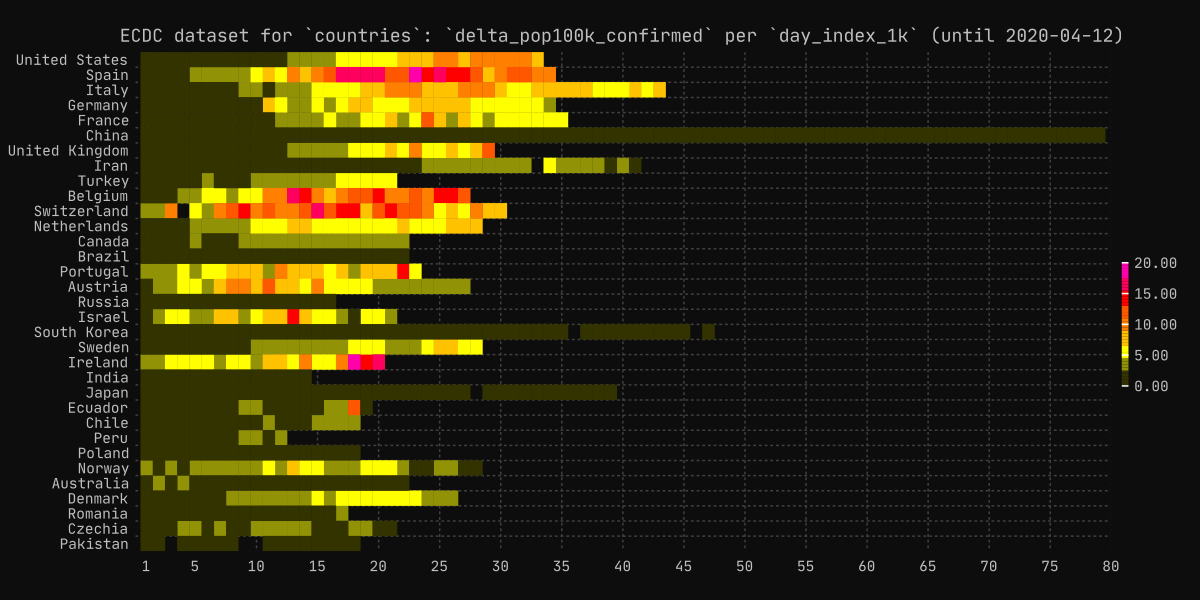 ECDC dataset for `countries`: `delta_pop100k_confirmed` per `day_index_1k` (until 2020-04-12)
United States
Spain
Italy
Germany
France
China
United Kingdom
Iran
Turkey
Belgium
Switzerland
Netherlands
Canada
Brazil
Portugal
Austria
Russia
Israel
South Korea
Sweden
Ireland
India
Japan
Ecuador
Chile
Peru
Poland
Norway
Australia
Denmark
Romania
Czechia
Pakistan
1 5 10 15 20 25 30 35 40 45 50 55 60 65 70 75 80
20.00
15.00
10.00
5.00
0.00